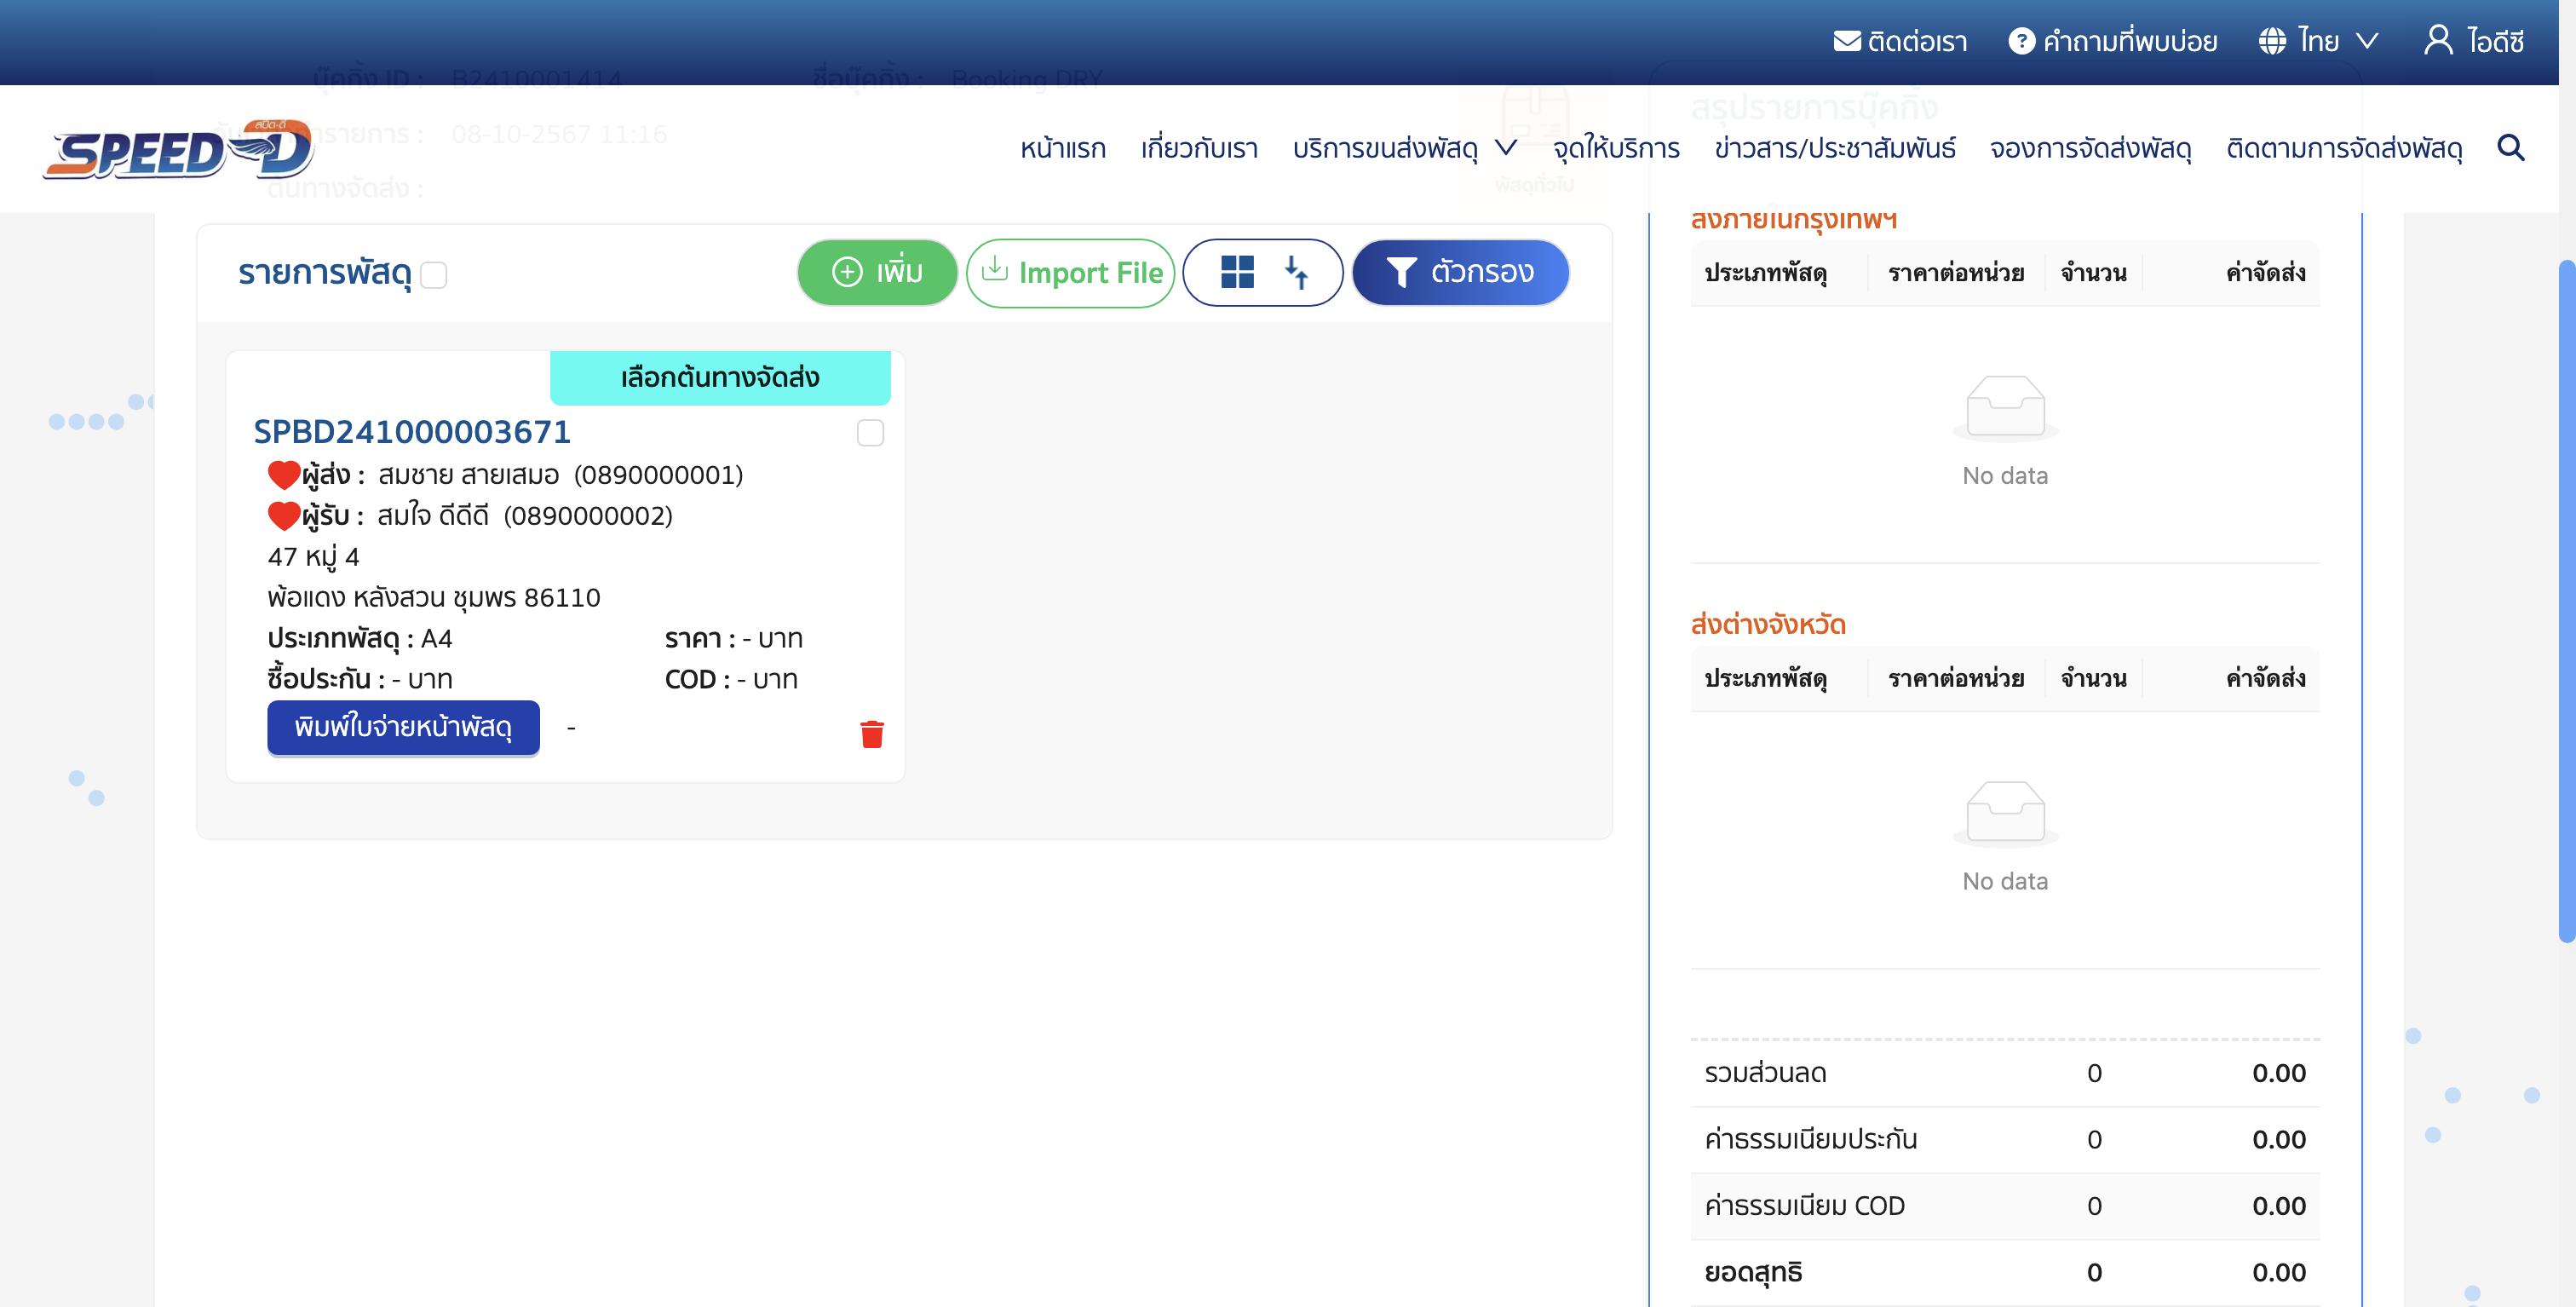 ติดต่อเรา
คำถามที่พบบ่อย
ไทย
ไอดีซี
บุ๊คกิ้ง ID : B2410001414
ชื่อบุ๊คกิ้ง : Booking DRY
สปีด-ดี
SPEED-D
ทำรายการ : 08-10-2567 11:16
ต้นทางจัดส่ง :
หน้าแรก
เกี่ยวกับเรา
บริการขนส่งพัสดุ
จุดให้บริการ
ข่าวสาร/ประชาสัมพันธ์
จองการจัดส่งพัสดุ
ติดตามการจัดส่งพัสดุ
พัสดุทั่วไป
สรุปรายการบุ๊คกิ้ง
รายการพัสดุ
เพิ่ม
Import File
ตัวกรอง
เลือกต้นทางจัดส่ง
SPBD241000003671
ผู้ส่ง : สมชาย สายเสมอ (0890000001)
ผู้รับ : สมใจ ดีดีดี (0890000002)
47 หมู่ 4
พ้อแดง หลังสวน ชุมพร 86110
ประเภทพัสดุ : A4 ราคา : - บาท
ซื้อประกัน : - บาท COD : - บาท
พิมพ์ใบจ่ายหน้าพัสดุ -
ส่งภายในกรุงเทพฯ
ประเภทพัสดุ ราคาต่อหน่วย จำนวน ค่าจัดส่ง
No data
ส่งต่างจังหวัด
ประเภทพัสดุ ราคาต่อหน่วย จำนวน ค่าจัดส่ง
No data
รวมส่วนลด 0 0.00
ค่าธรรมเนียมประกัน 0 0.00
ค่าธรรมเนียม COD 0 0.00
ยอดสุทธิ 0 0.00